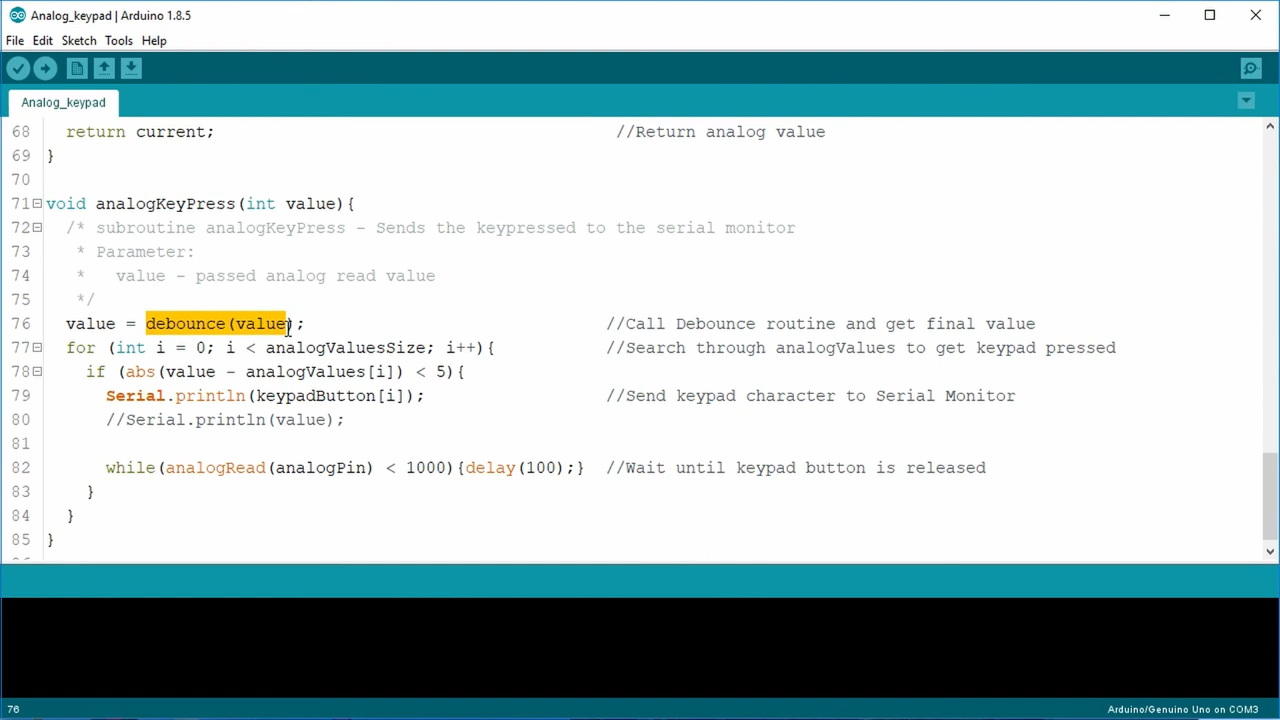 Analog_keypad | Arduino 1.8.5
File Edit Sketch Tools Help
Analog_keypad
68 return current; //Return analog value
69 }
70
71 void analogKeyPress(int value){
72 /* subroutine analogKeyPress - Sends the keypressed to the serial monitor
73 * Parameter:
74 * value - passed analog read value
75 */
76 value = debounce(value); //Call Debounce routine and get final value
77 for (int i = 0; i < analogValuesSize; i++){ //Search through analogValues to get keypad pressed
78 if (abs(value - analogValues[i]) < 5){
79 Serial.println(keypadButton[i]); //Send keypad character to Serial Monitor
80 //Serial.println(value);
81
82 while(analogRead(analogPin) < 1000){delay(100);} //Wait until keypad button is released
83 }
84 }
85 }
76 Arduino/Genuino Uno on COM3